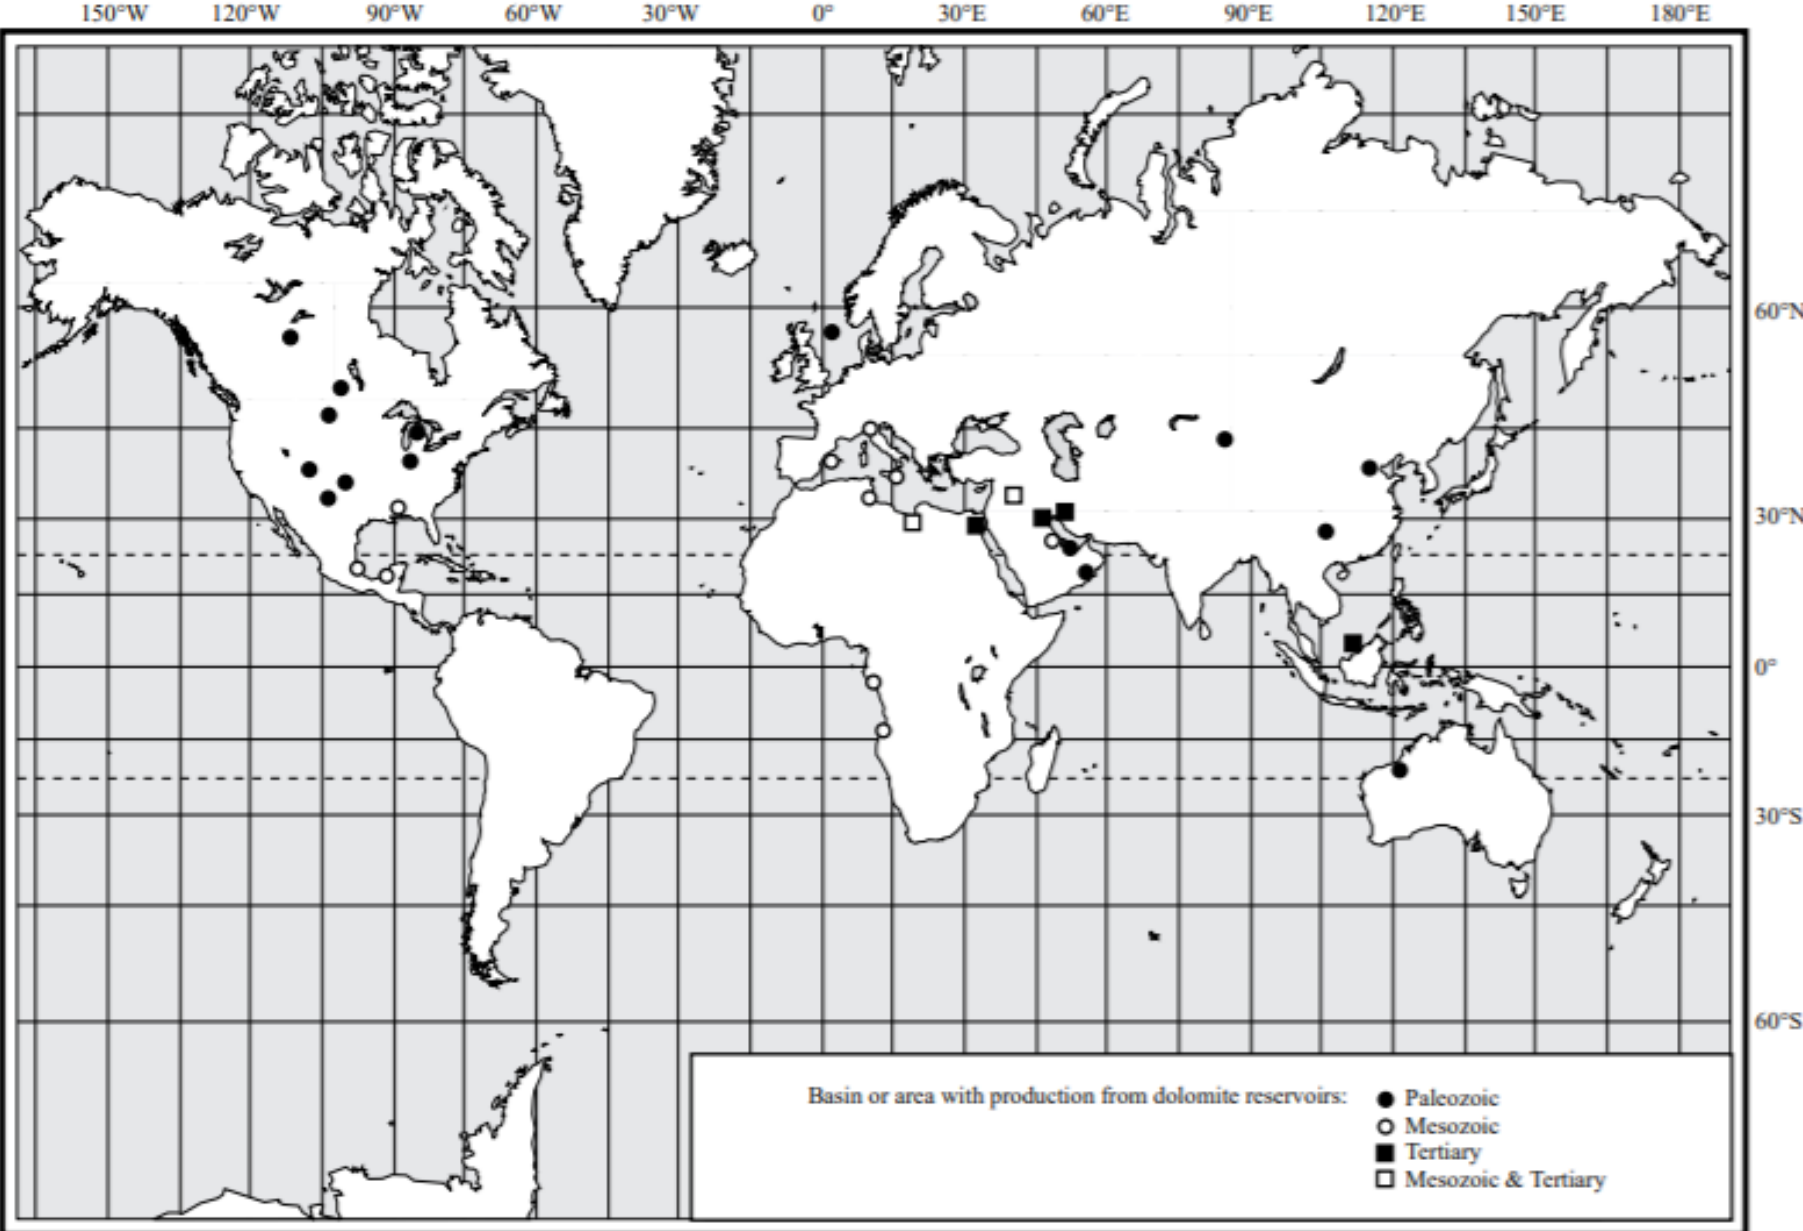 150°W 120°W 90°W 60°W 30°W 0° 30°E 60°E 90°E 120°E 150°E 180°E
60°N
30°N
0°
30°S
60°S
Basin or area with production from dolomite reservoirs: Paleozoic
Mesozoic
Tertiary
Mesozoic & Tertiary